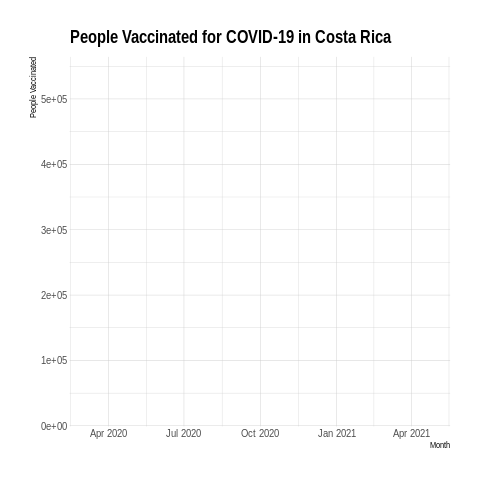 People Vaccinated for COVID-19 in Costa Rica
People Vaccinated
5e+05
4e+05
3e+05
2e+05
1e+05
0e+00
Apr 2020 Jul 2020 Oct 2020 Jan 2021 Apr 2021
Month